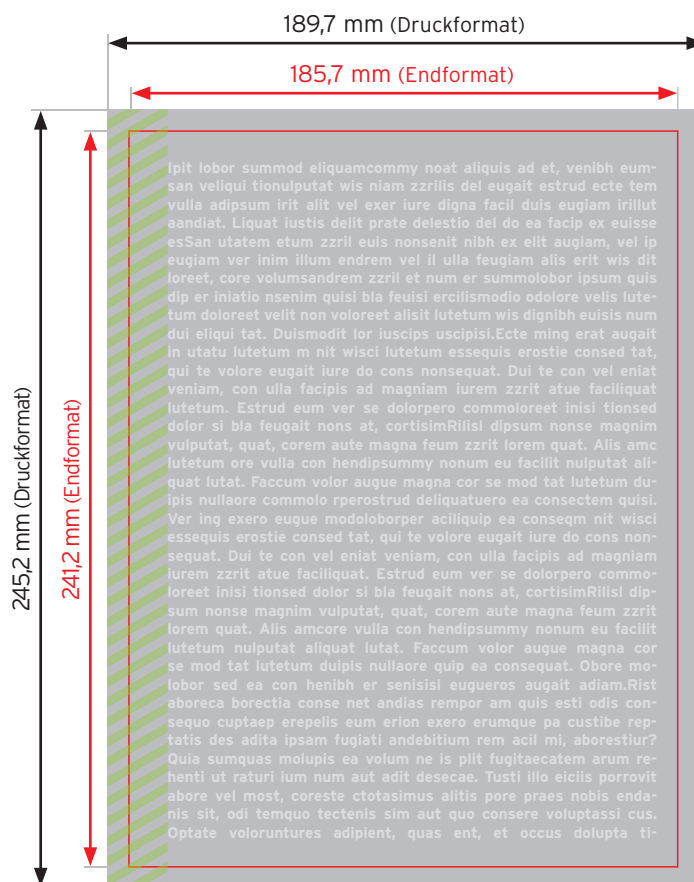 189,7 mm (Druckformat)
185,7 mm (Endformat)
245,2 mm (Druckformat)
241,2 mm (Endformat)
Ipit lobor summod eliquamcommy noat aliquis ad et, venibh eum-
san veliqui tionulputat wis niam zzrilis del eugait estrud ecte tem
vulla adipsum irit alit vel exer iure digna facil duis eugiam irillut
aandiat. Liquat iustis delit prate delestio del do ea facip ex euisse
esSan utatem etum zzril euis nonsenit nibh ex elit augiam, vel ip
eugiam ver inim illum endrem vel il ulla feugiam alis erit wis dit
loreet, core volumsandrem zzril et num er summolobor ipsum quis
dip er iniatio nsenim quisi bla feuisi ercilismodio odolore velis lute-
tum doloreet velit non voloreet alisit lutetum wis dignibh euisis num
dui eliqui tat. Duismodit lor iuscips uscipisi.Ecte ming erat augait
in utatu lutetum m nit wisci lutetum essequis erostie consed tat,
qui te volore eugait iure do cons nonsequat. Dui te con vel eniat
veniam, con ulla facipis ad magniam iurem zzrit atue faciliquat
lutetum. Estrud eum ver se dolorpero commoloreet inisi tionsed
dolor si bla feugait nons at, cortisimRilisl dipsum nonse magnim
vulputat, quat, corem aute magna feum zzrit lorem quat. Alis amc
lutetum ore vulla con hendipsummy nonum eu facilit nulputat ali-
quat lutat. Faccum volor augue magna cor se mod tat lutetum du-
ipis nullaore commolo rperostrud deliquatuere ea consectem quisi.
Ver ing exero eugue modoloborper aciliquip ea conseqm nit wisci
essequis erostie consed tat, qui te volore eugait iure do cons non-
sequat. Dui te con vel eniat veniam, con ulla facipis ad magniam
iurem zzrit atue faciliquat. Estrud eum ver se dolorpero commo-
loreet inisi tionsed dolor si bla feugait nons at, cortisimRilisl dip-
sum nonse magnim vulputat, quat, corem aute magna feum zzrit
lorem quat. Alis amcore vulla con hendipsummy nonum eu facilit
lutetum nulputat aliquat lutat. Faccum volor augue magna cor
se mod tat lutetum duipis nullaore quip ea consequat. Obore mo-
lobor sed ea con henibh er senisisi eugueros augait adiam.Rist
aboreca borectia conse net andias rempor am quis esti odis con-
sequo cuptaep erepelis eum erion exero erumque pa custibe rep-
tatis des adita ipsam fugiati andebitium rem acil mi, aborestiur?
Quia sumquas molupis ea volum ne is plit fugitaecatem arum re-
henti ut raturi ium num aut adit desecae. Tusti illo eiciis porrovit
abore vel most, coreste ctotasimus alitis pore praes nobis enda-
nis sit, odi temquo tectenis sim aut quo consere voluptassi cus.
Optate voloruntures adipient, quas ent, et occus dolupta ti-